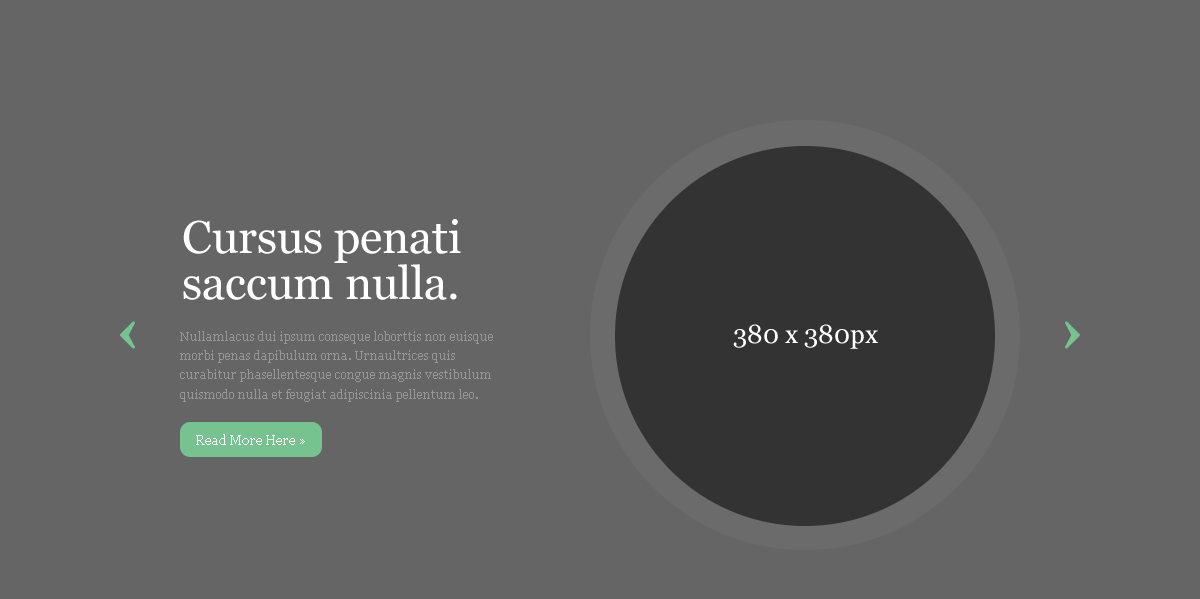 Cursus penati
saccum nulla.
Nullamlacus dui ipsum conseque loborttis non euisque
morbi penas dapibulum orna. Urnaultrices quis
curabitur phasellentesque congue magnis vestibulum
quismodo nulla et feugiat adipiscinia pellentum leo.
Read More Here »
380 x 380px